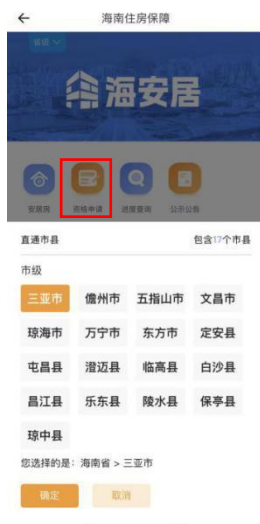 海南住房保障
省级
海安居
安居房 资格申请 进度查询 公示公告
直通市县 包含17个市县
市级
三亚市 儋州市 五指山市 文昌市
琼海市 万宁市 东方市 定安县
屯昌县 澄迈县 临高县 白沙县
昌江县 乐东县 陵水县 保亭县
琼中县
您选择的是：海南省 > 三亚市
确定 取消